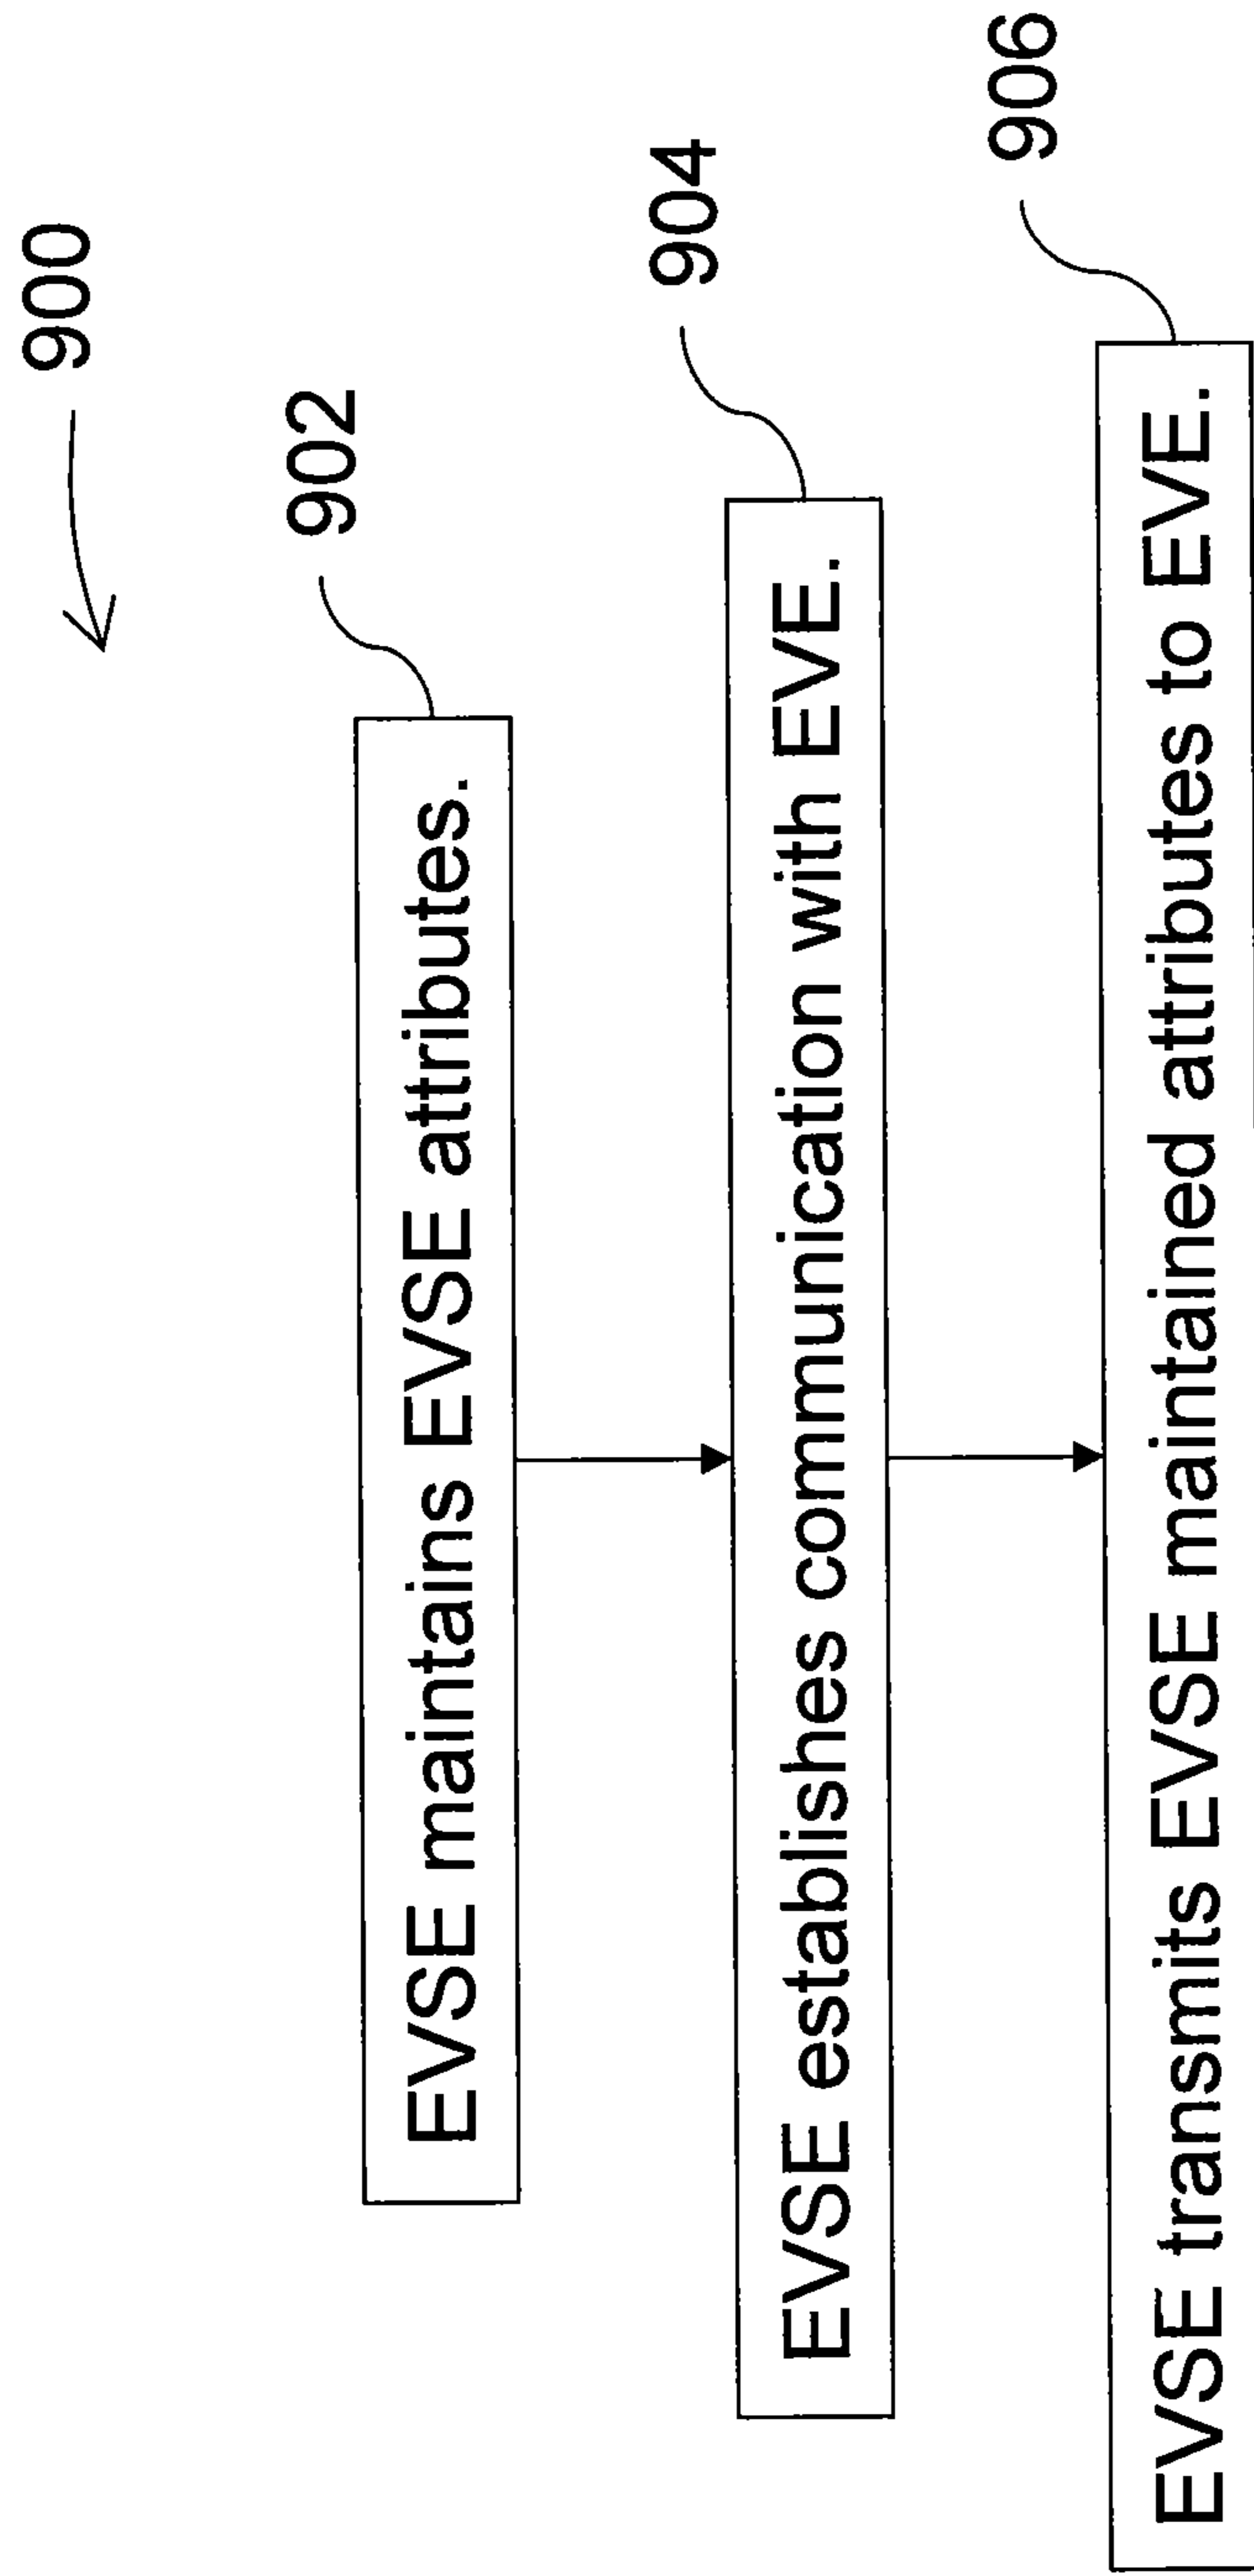 900
902
EVSE maintains EVSE attributes.
904
EVSE establishes communication with EVE.
906
EVSE transmits EVSE maintained attributes to EVE.